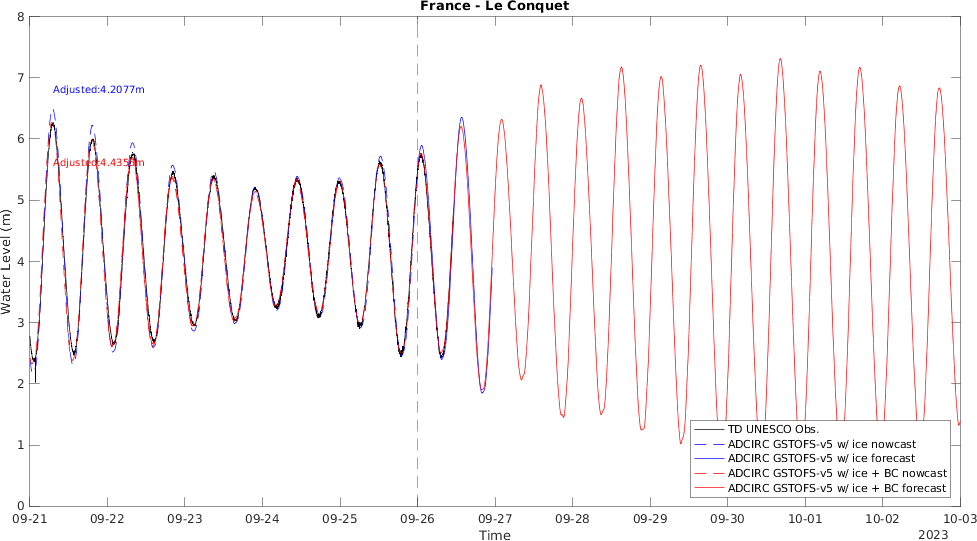 France - Le Conquet
8
7
6
5
4
3
2
1
0
Water Level (m)
Adjusted:4.2077m
Adjusted:4.4355m
TD UNESCO Obs.
ADCIRC GSTOFS-v5 w/ ice nowcast
ADCIRC GSTOFS-v5 w/ ice forecast
ADCIRC GSTOFS-v5 w/ ice + BC nowcast
ADCIRC GSTOFS-v5 w/ ice + BC forecast
09-21 09-22 09-23 09-24 09-25 09-26 09-27 09-28 09-29 09-30 10-01 10-02 10-03
Time
2023